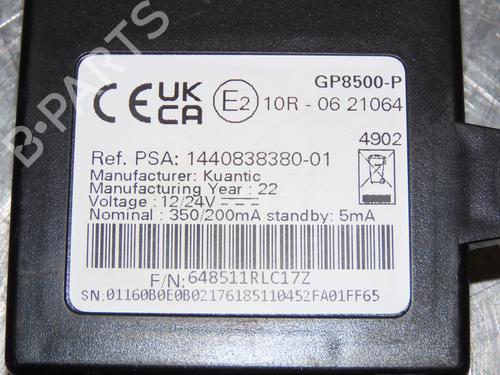 GP8500-P
CE UK CA E2 10R - 06 21064
4902
Ref. PSA: 1440838380-01
Manufacturer: Kuantic
Manufacturing Year : 22
Voltage : 12/24V
Nominal : 350/200mA standby: 5mA
F/N: 648511RLC17Z
SN:01160B0E0B02176185110452FA01FF65
B-Parts